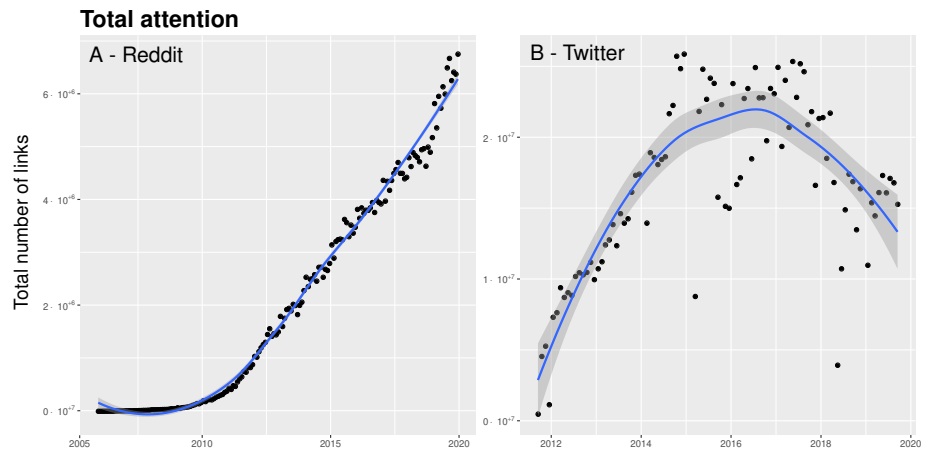 Total attention
A - Reddit
B - Twitter
Total number of links
6 · 10⁻⁶
4 · 10⁻⁶
2 · 10⁻⁶
0 · 10⁻⁷
2005 2010 2015 2020
2 · 10⁻⁷
1 · 10⁻⁷
0 · 10⁻⁷
2012 2014 2016 2018 2020